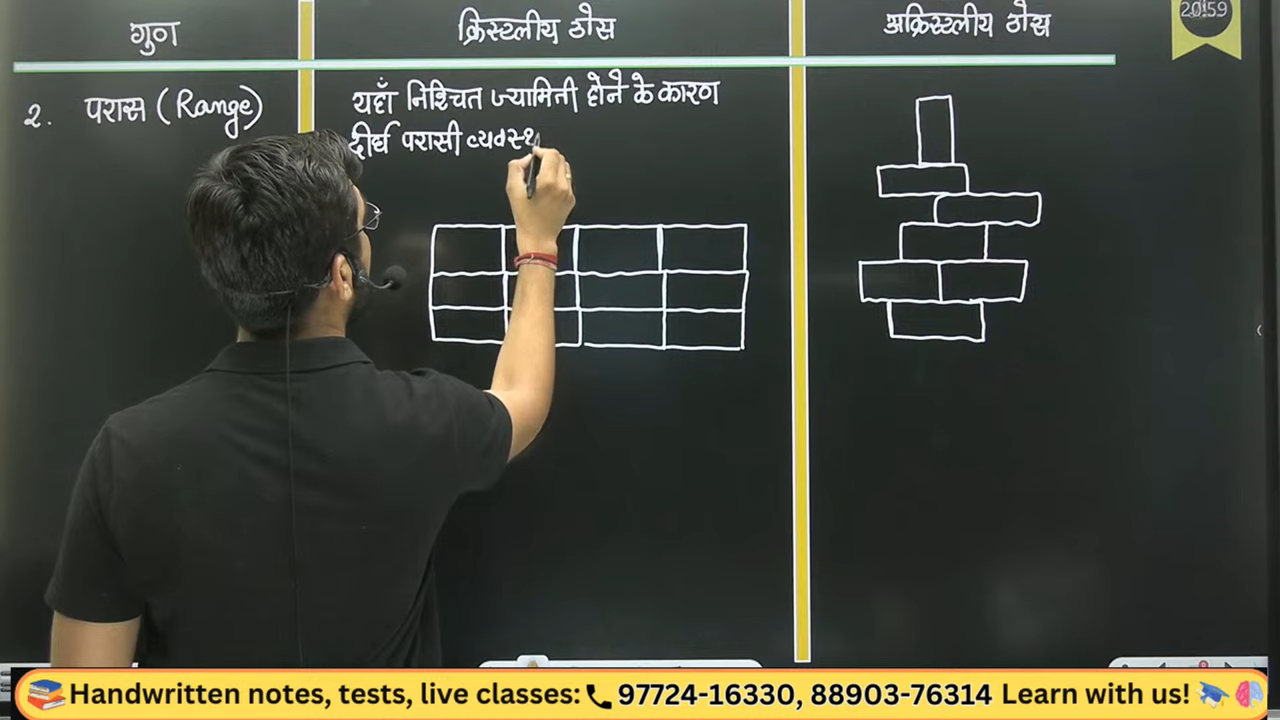 गुण
क्रिस्टलीय ठोस
अक्रिस्टलीय ठोस
20:59
2. परास (Range)
यहाँ निश्चित ज्यामिती होने के कारण
दीर्घ परासी व्यवस्थ
Handwritten notes, tests, live classes: 97724-16330, 88903-76314 Learn with us!